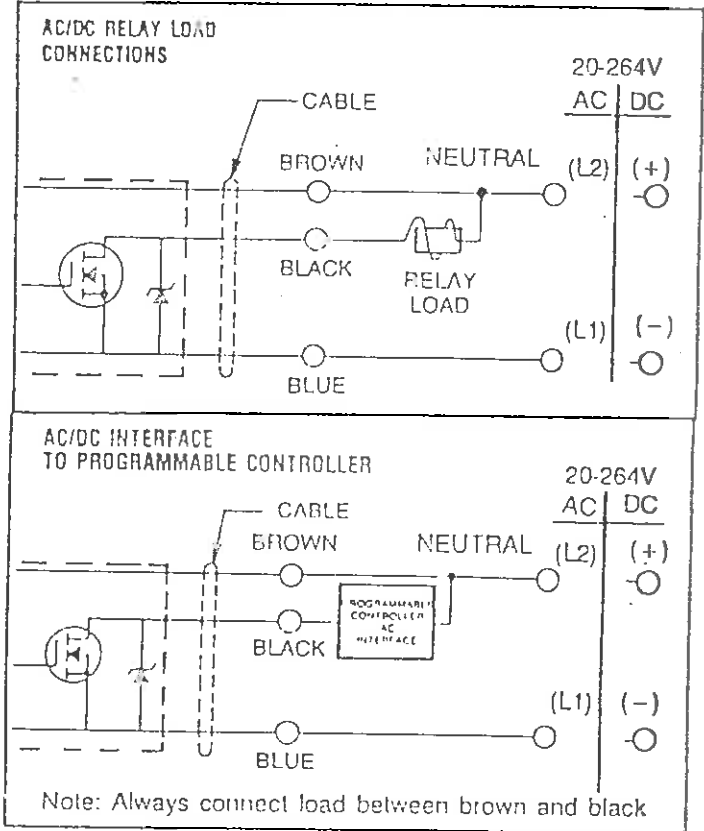 AC/DC RELAY LOAD
CONNECTIONS
20-264V
AC DC
CABLE
BROWN
NEUTRAL
(L2) (+)
BLACK
RELAY
LOAD
(L1) (-)
BLUE
AC/DC INTERFACE
TO PROGRAMMABLE CONTROLLER
20-264V
AC DC
CABLE
BROWN
NEUTRAL
(L2) (+)
PROGRAMMABLE
CONTROLLER
AC
INTERFACE
BLACK
(L1) (-)
BLUE
Note: Always connect load between brown and black